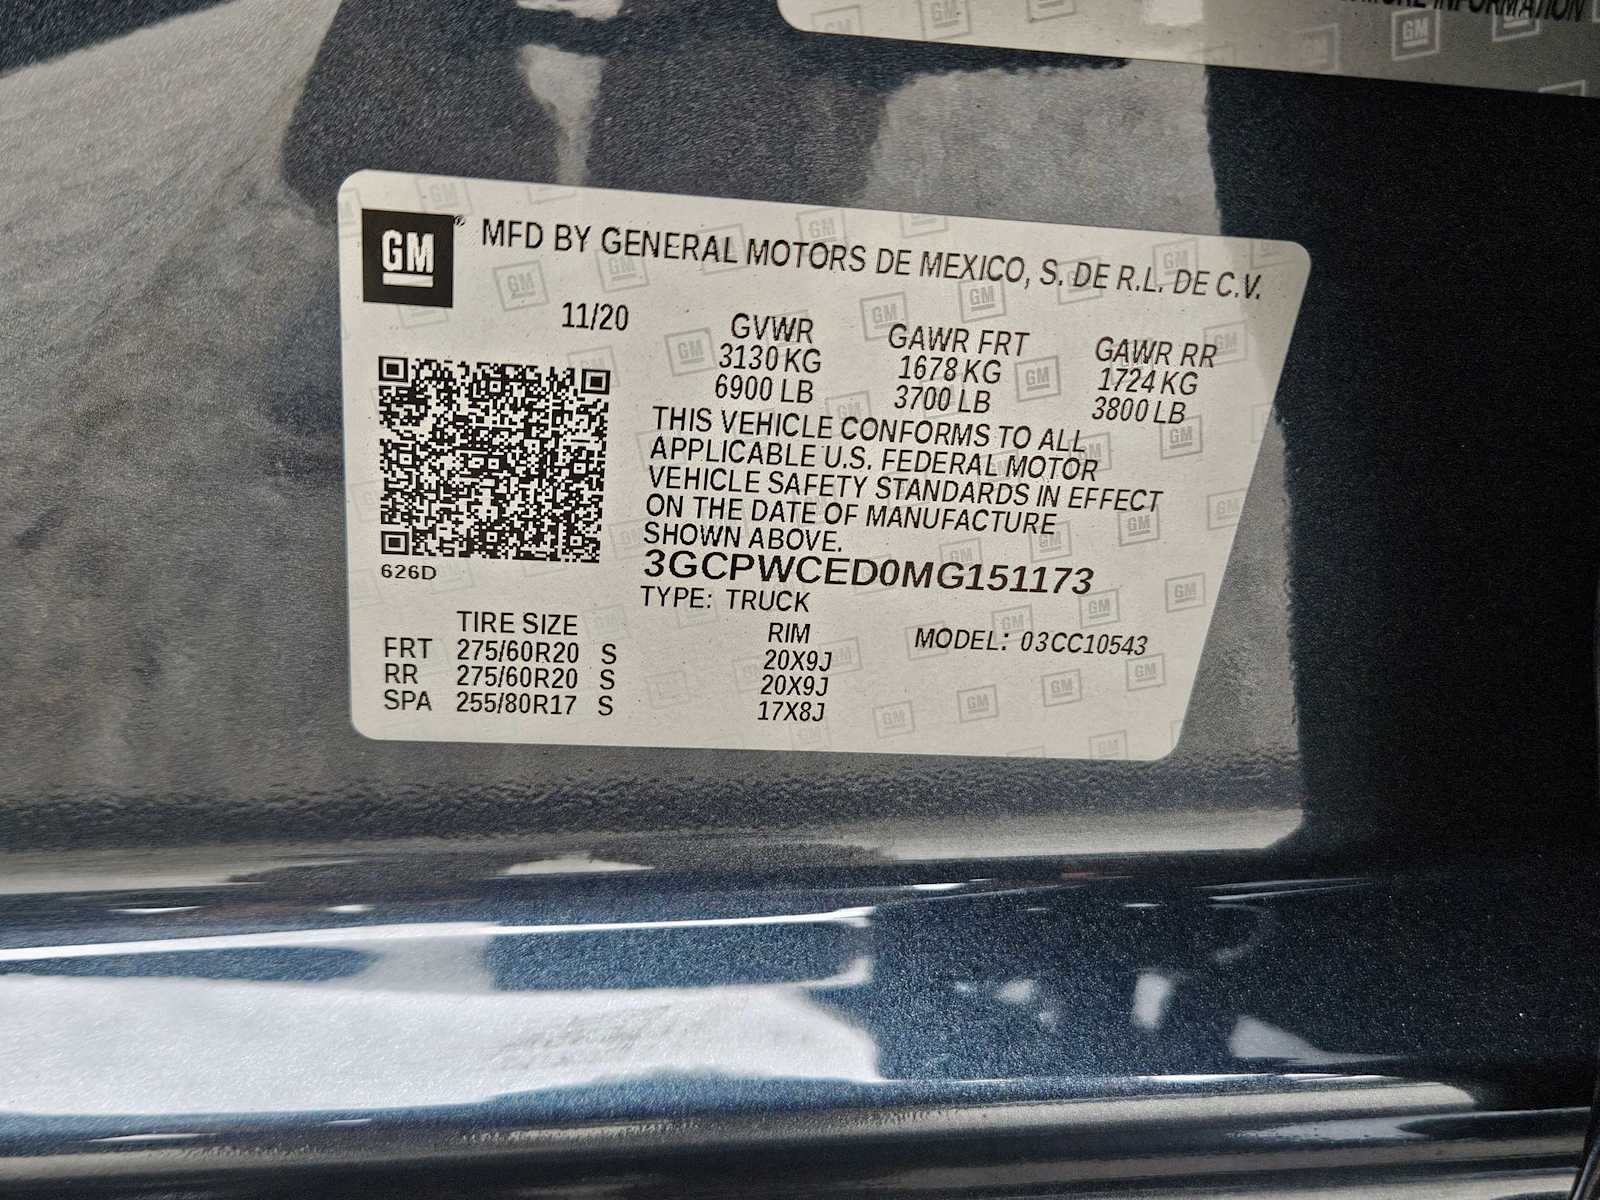 MORE INFORMATION
GM® MFD BY GENERAL MOTORS DE MEXICO, S. DE R.L. DE C.V.
11/20 GVWR GAWR FRT GAWR RR
3130 KG 1678 KG 1724 KG
6900 LB 3700 LB 3800 LB
THIS VEHICLE CONFORMS TO ALL
APPLICABLE U.S. FEDERAL MOTOR
VEHICLE SAFETY STANDARDS IN EFFECT
ON THE DATE OF MANUFACTURE
SHOWN ABOVE.
626D 3GCPWCED0MG151173
TYPE: TRUCK
TIRE SIZE RIM MODEL: 03CC10543
FRT 275/60R20 S 20X9J
RR 275/60R20 S 20X9J
SPA 255/80R17 S 17X8J